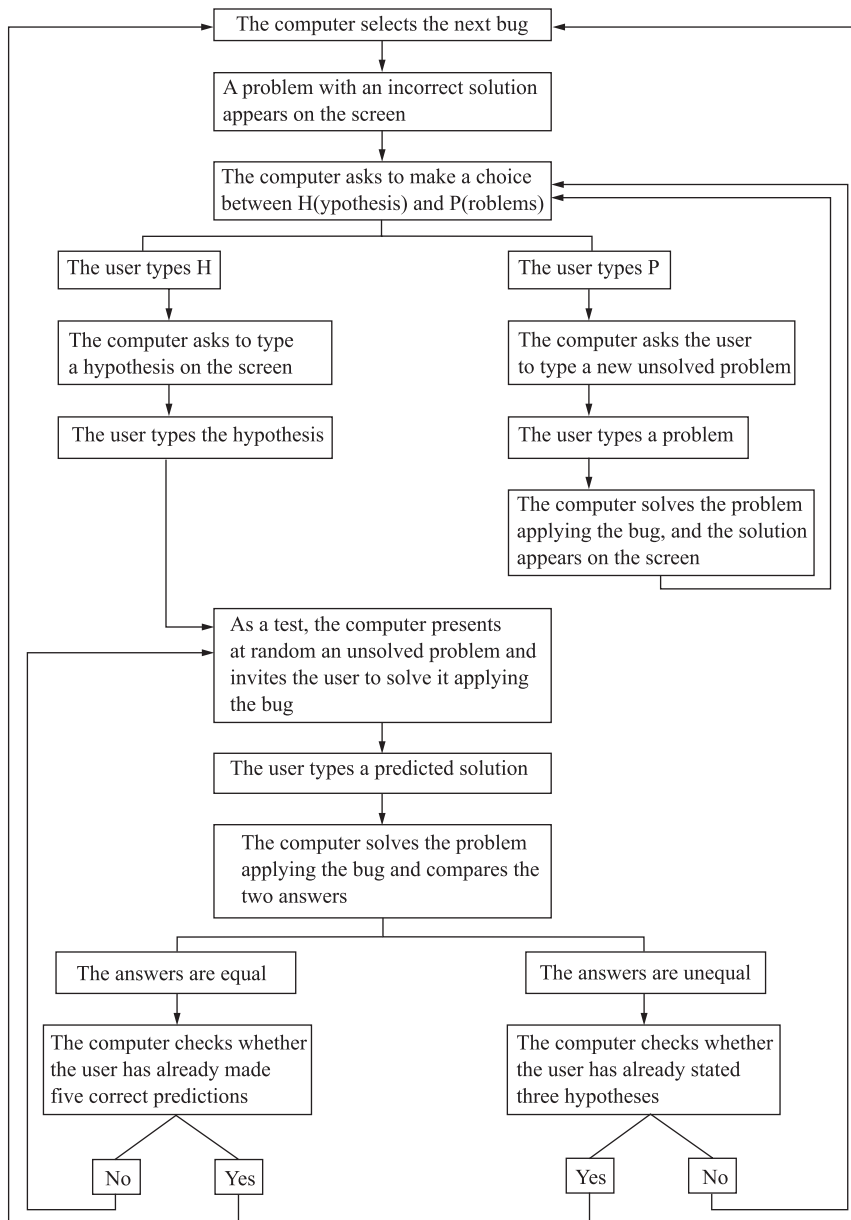 The computer selects the next bug
A problem with an incorrect solution
appears on the screen
The computer asks to make a choice
between H(ypothesis) and P(roblems)
The user types H
The user types P
The computer asks to type
a hypothesis on the screen
The computer asks the user
to type a new unsolved problem
The user types the hypothesis
The user types a problem
The computer solves the problem
applying the bug, and the solution
appears on the screen
As a test, the computer presents
at random an unsolved problem and
invites the user to solve it applying
the bug
The user types a predicted solution
The computer solves the problem
applying the bug and compares the
two answers
The answers are equal
The answers are unequal
The computer checks whether
the user has already made
five correct predictions
The computer checks whether
the user has already stated
three hypotheses
No
Yes
Yes
No